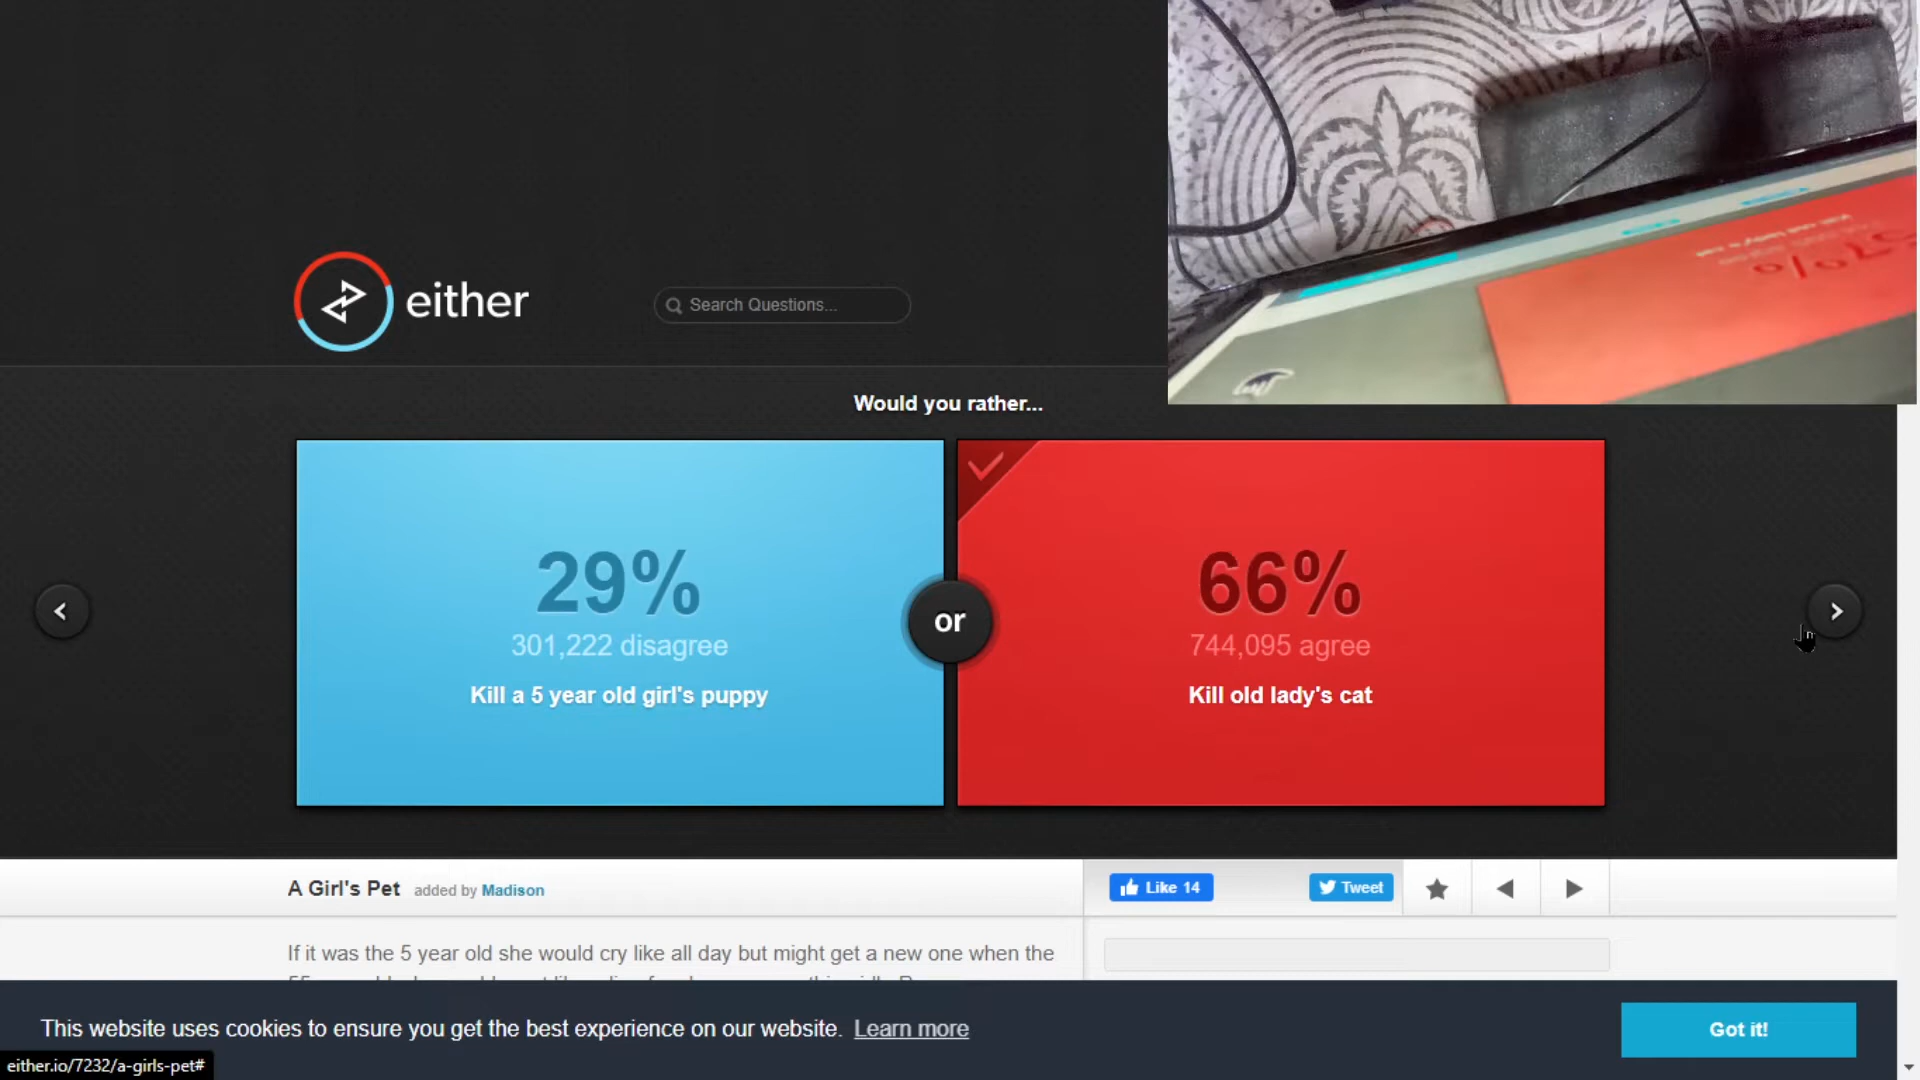 either
Search Questions...
Would you rather...
29%
301,222 disagree
Kill a 5 year old girl's puppy
or
66%
744,095 agree
Kill old lady's cat
A Girl's Pet added by Madison
Like 14
Tweet
If it was the 5 year old she would cry like all day but might get a new one when the
This website uses cookies to ensure you get the best experience on our website. Learn more
Got it!
either.io/7232/a-girls-pet#